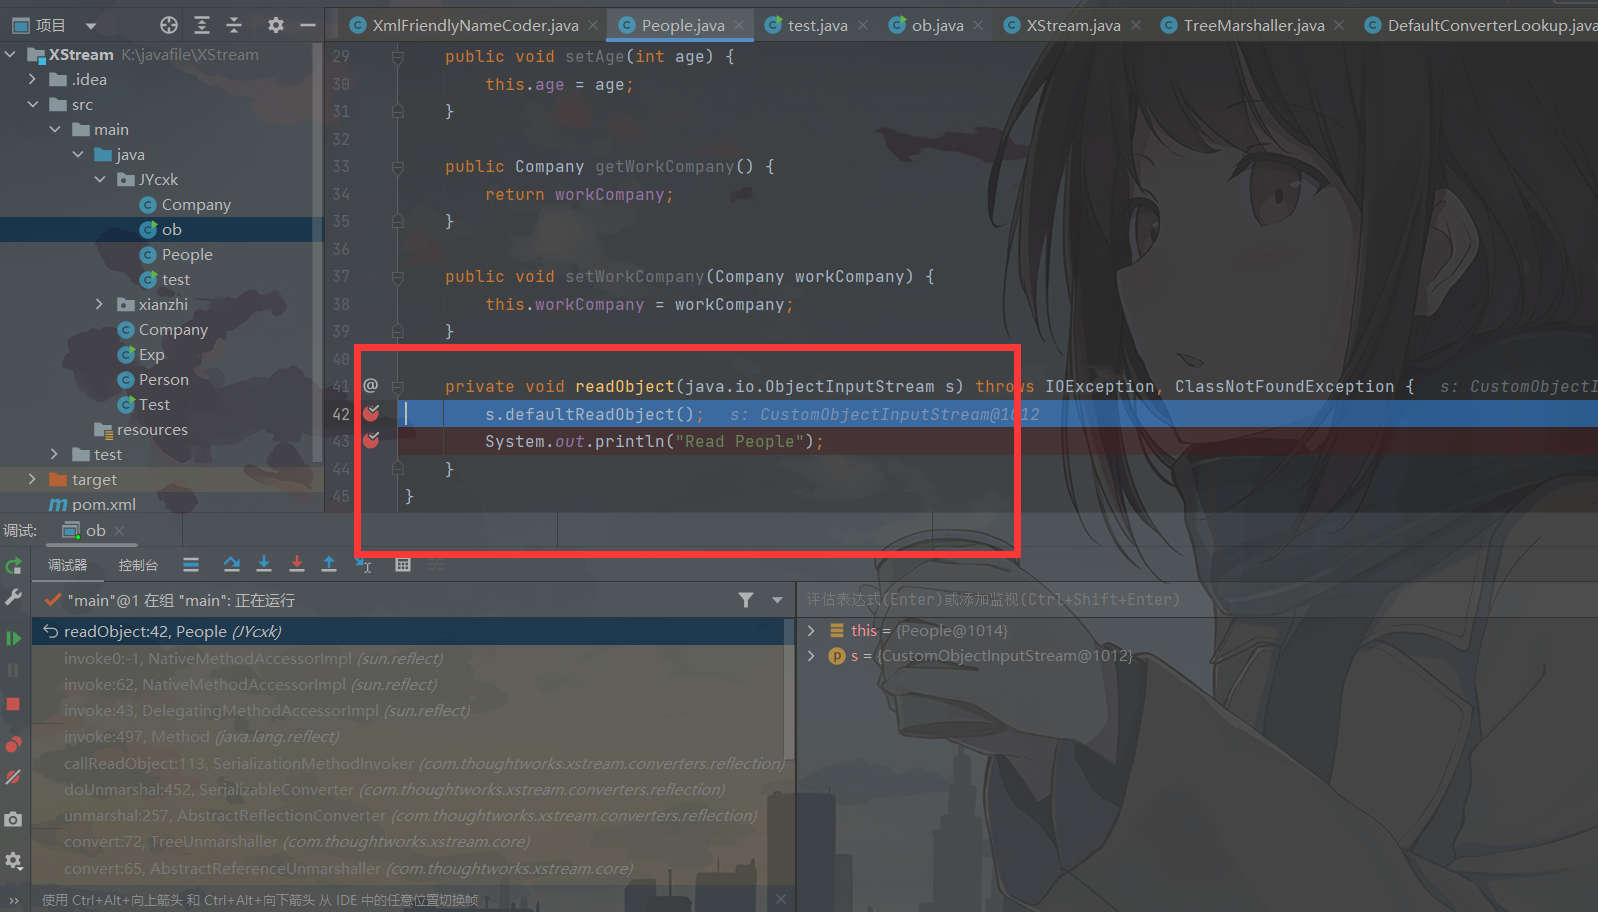 项目
XmlFriendlyNameCoder.java
People.java
test.java
ob.java
XStream.java
TreeMarshaller.java
DefaultConverterLookup.java
XStream K:\javafile\XStream
.idea
src
main
java
JYcxk
Company
ob
People
test
xianzhi
Company
Exp
Person
Test
resources
test
target
pom.xml
29 public void setAge(int age) {
30 this.age = age;
31 }
32
33 public Company getWorkCompany() {
34 return workCompany;
35 }
36
37 public void setWorkCompany(Company workCompany) {
38 this.workCompany = workCompany;
39 }
40
41 @ private void readObject(java.io.ObjectInputStream s) throws IOException, ClassNotFoundException { s: CustomObjectI
42 s.defaultReadObject(); s: CustomObjectInputStream@1012
43 System.out.println("Read People");
44 }
45 }
调试: ob
调试器 控制台
"main"@1 在组 "main": 正在运行
评估表达式(Enter)或添加监视(Ctrl+Shift+Enter)
readObject:42, People (JYcxk)
invoke0:-1, NativeMethodAccessorImpl (sun.reflect)
invoke:62, NativeMethodAccessorImpl (sun.reflect)
invoke:43, DelegatingMethodAccessorImpl (sun.reflect)
invoke:497, Method (java.lang.reflect)
callReadObject:113, SerializationMethodInvoker (com.thoughtworks.xstream.converters.reflection)
doUnmarshal:452, SerializableConverter (com.thoughtworks.xstream.converters.reflection)
unmarshal:257, AbstractReflectionConverter (com.thoughtworks.xstream.converters.reflection)
convert:72, TreeUnmarshaller (com.thoughtworks.xstream.core)
convert:65, AbstractReferenceUnmarshaller (com.thoughtworks.xstream.core)
this = {People@1014}
s = {CustomObjectInputStream@1012}
使用 Ctrl+Alt+向上箭头 和 Ctrl+Alt+向下箭头 从 IDE 中的任意位置切换帧